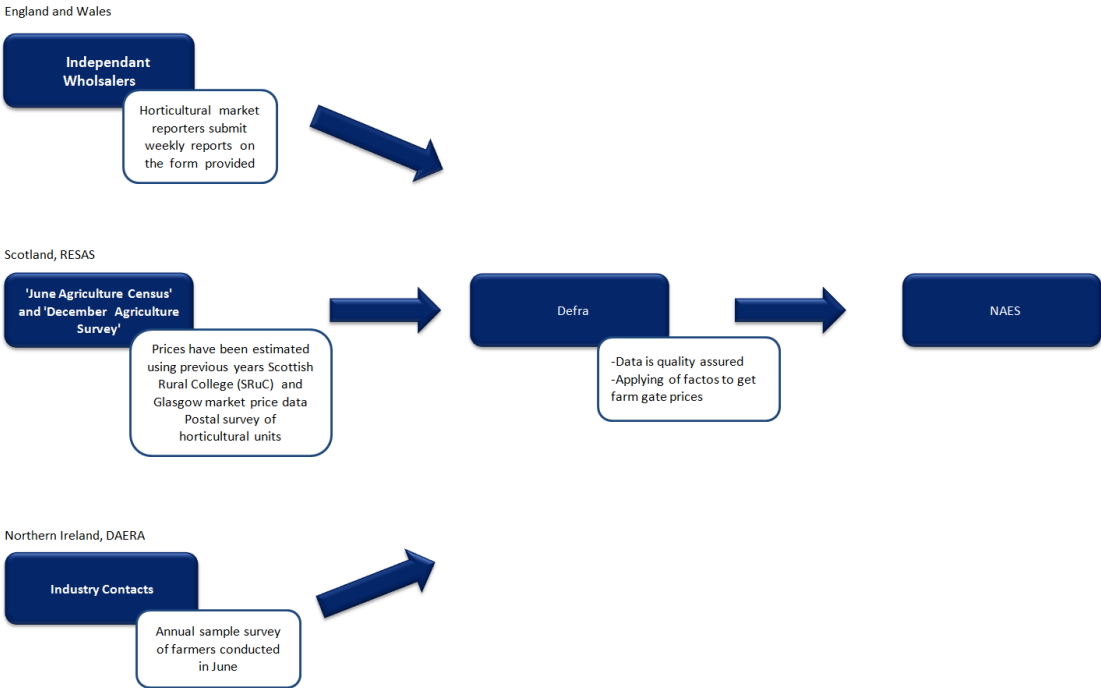 England and Wales
Independant
Wholsalers
Horticultural market
reporters submit
weekly reports on
the form provided
Scotland, RESAS
'June Agriculture Census'
and 'December Agriculture
Survey'
Prices have been estimated
using previous years Scottish
Rural College (SRuC) and
Glasgow market price data
Postal survey of
horticultural units
Defra
-Data is quality assured
-Applying of factos to get
farm gate prices
NAES
Northern Ireland, DAERA
Industry Contacts
Annual sample survey
of farmers conducted
in June